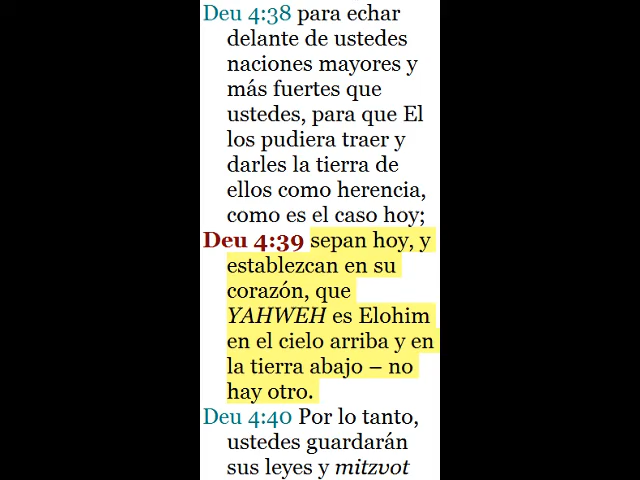 Deu 4:38 para echar
delante de ustedes
naciones mayores y
más fuertes que
ustedes, para que El
los pudiera traer y
darles la tierra de
ellos como herencia,
como es el caso hoy;
Deu 4:39 sepan hoy, y
establezcan en su
corazón, que
YAHWEH es Elohim
en el cielo arriba y en
la tierra abajo – no
hay otro.
Deu 4:40 Por lo tanto,
ustedes guardarán
sus leyes y mitzvot